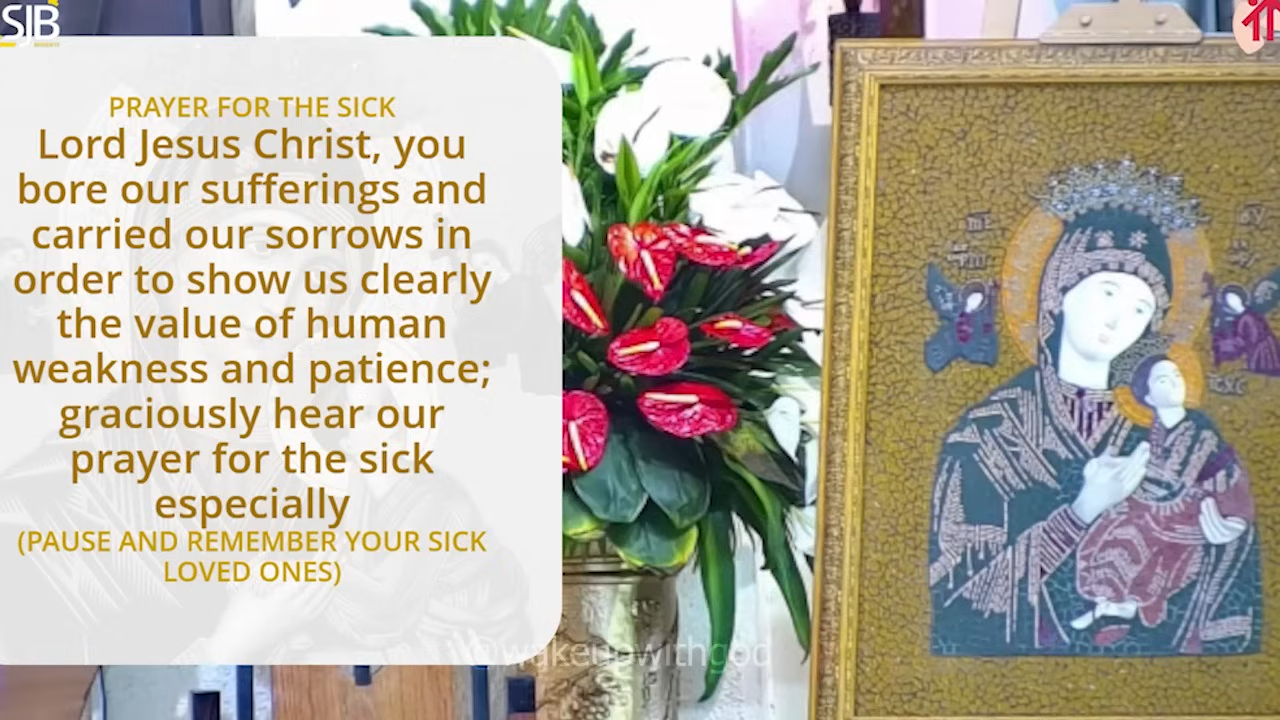 SJB
PRAYER FOR THE SICK
Lord Jesus Christ, you
bore our sufferings and
carried our sorrows in
order to show us clearly
the value of human
weakness and patience;
graciously hear our
prayer for the sick
especially
(PAUSE AND REMEMBER YOUR SICK
LOVED ONES)
@wakeupwithgod